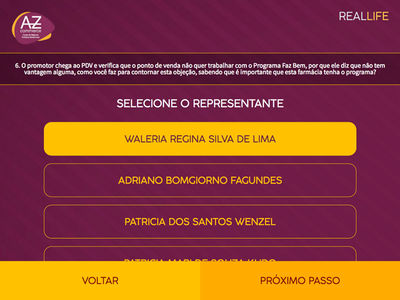 AZ
commerce
REALLIFE
6. O promotor chega ao PDV e verifica que o ponto de venda não quer trabalhar com o Programa Faz Bem, por que ele diz que não tem
vantagem alguma, como você faz para contornar esta objeção, sabendo que é importante que esta farmácia tenha o programa?
SELECIONE O REPRESENTANTE
WALERIA REGINA SILVA DE LIMA
ADRIANO BOMGIORNO FAGUNDES
PATRICIA DOS SANTOS WENZEL
VOLTAR
PRÓXIMO PASSO